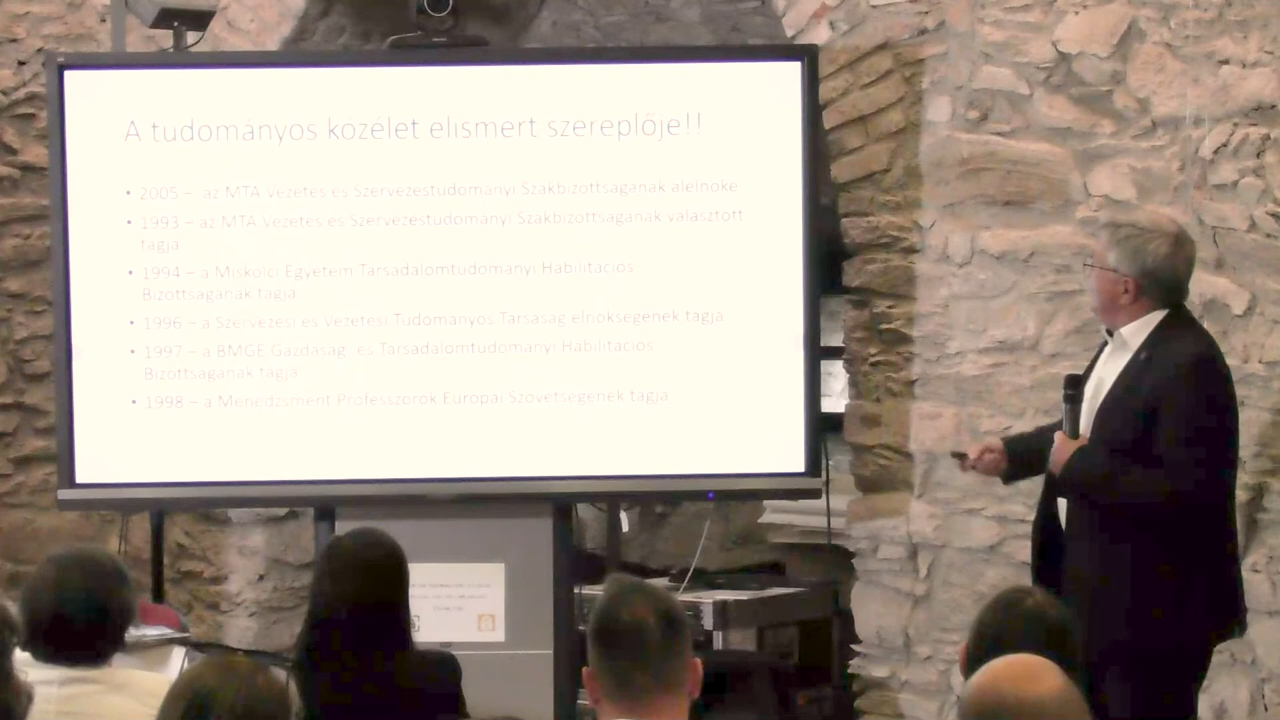 A tudományos közélet elismert szereplője!!
• 2005 – az MTA Vezetés és Szervezéstudományi Szakbizottságának alelnöke
• 1993 – az MTA Vezetés és Szervezéstudományi Szakbizottságának választott
tagja
• 1994 – a Miskolci Egyetem Társadalomtudományi Habilitációs
Bizottságának tagja
• 1996 – a Szervezési és Vezetési Tudományos Társaság elnökségének tagja
• 1997 – a BMGE Gazdaság és Társadalomtudományi Habilitációs
Bizottságának tagja
• 1998 – a Menedzsment Professzorok Európai Szövetségének tagja